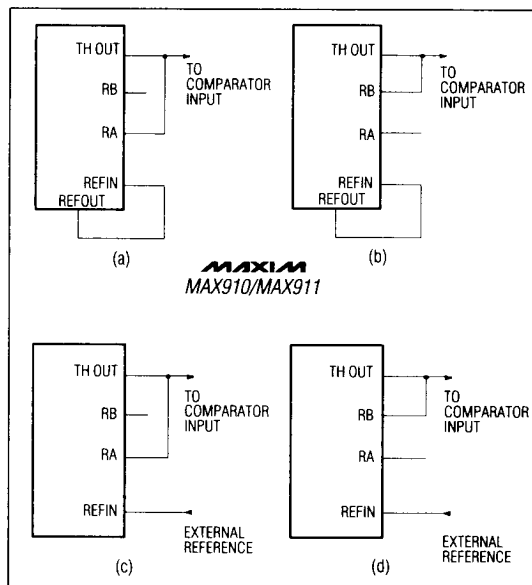 TH OUT
RB
RA
REFIN
REFOUT
TO
COMPARATOR
INPUT
(a)
TH OUT
RB
RA
REFIN
REFOUT
TO
COMPARATOR
INPUT
(b)
MAXIM
MAX910/MAX911
TH OUT
RB
RA
REFIN
TO
COMPARATOR
INPUT
EXTERNAL
REFERENCE
(c)
TH OUT
RB
RA
REFIN
TO
COMPARATOR
INPUT
EXTERNAL
REFERENCE
(d)